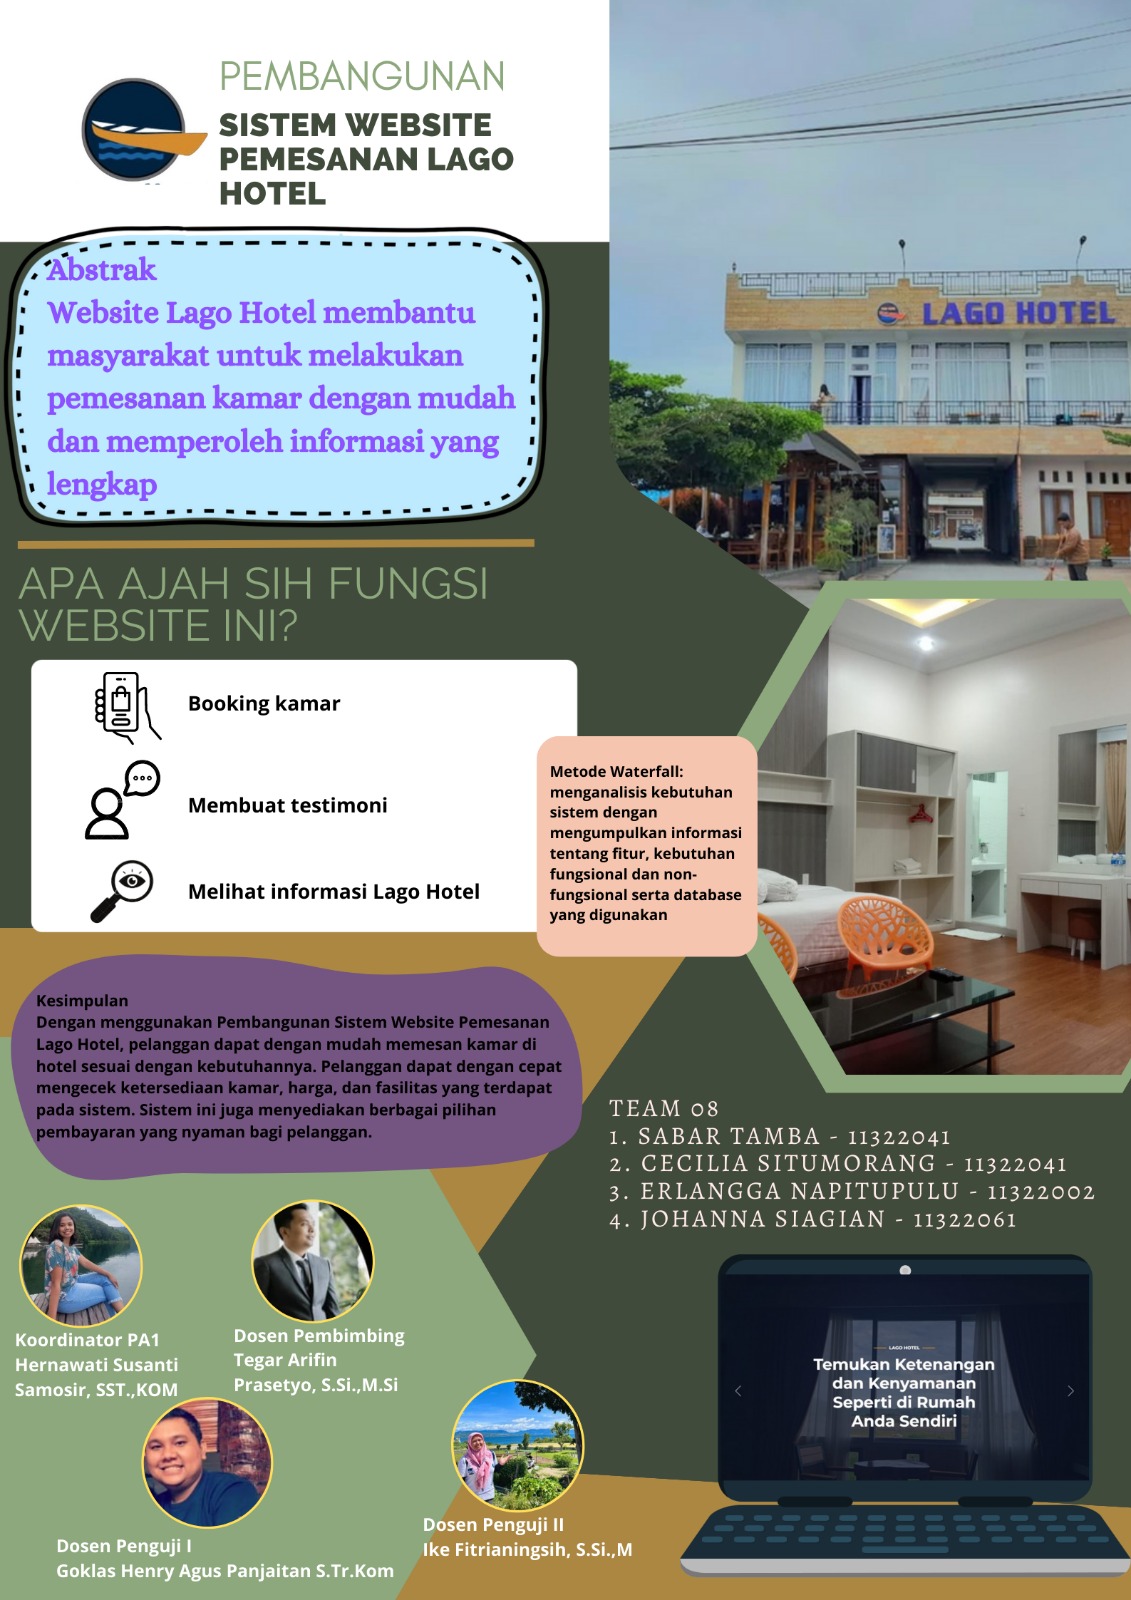 PEMBANGUNAN
SISTEM WEBSITE
PEMESANAN LAGO
HOTEL
LAGO HOTEL
Abstrak
Website Lago Hotel membantu
masyarakat untuk melakukan
pemesanan kamar dengan mudah
dan memperoleh informasi yang
lengkap
APA AJAH SIH FUNGSI
WEBSITE INI?
Booking kamar
Membuat testimoni
Melihat informasi Lago Hotel
Metode Waterfall:
menganalisis kebutuhan
sistem dengan
mengumpulkan informasi
tentang fitur, kebutuhan
fungsional dan non-
fungsional serta database
yang digunakan
Kesimpulan
Dengan menggunakan Pembangunan Sistem Website Pemesanan
Lago Hotel, pelanggan dapat dengan mudah memesan kamar di
hotel sesuai dengan kebutuhannya. Pelanggan dapat dengan cepat
mengecek ketersediaan kamar, harga, dan fasilitas yang terdapat
pada sistem. Sistem ini juga menyediakan berbagai pilihan
pembayaran yang nyaman bagi pelanggan.
TEAM 08
1. SABAR TAMBA - 11322041
2. CECILIA SITUMORANG - 11322041
3. ERLANGGA NAPITUPULU - 11322002
4. JOHANNA SIAGIAN - 11322061
Koordinator PA1
Hernawati Susanti
Samosir, SST.,KOM
Dosen Pembimbing
Tegar Arifin
Prasetyo, S.Si.,M.Si
Dosen Penguji I
Goklas Henry Agus Panjaitan S.Tr.Kom
Dosen Penguji II
Ike Fitrianingsih, S.Si.,M
LAGO HOTEL
Temukan Ketenangan
dan Kenyamanan
Seperti di Rumah
Anda Sendiri